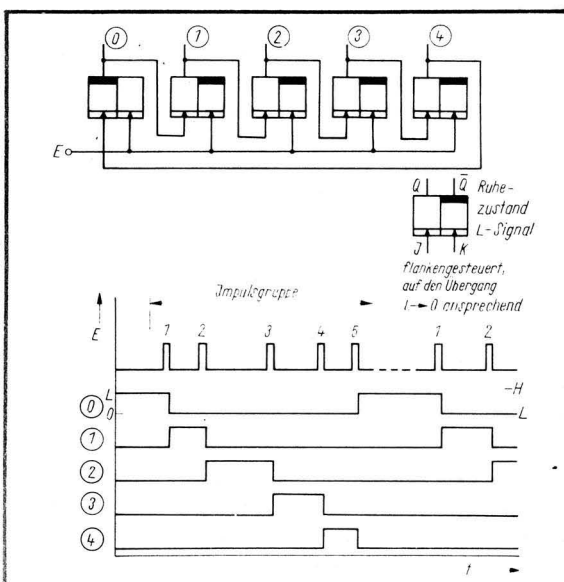 0 1 2 3 4
E
Q Q̄ Ruhe-
zustand
L-Signal
J K
flankengesteuert,
auf den Übergang
L→0 ansprechend
Impulsgruppe
E 1 2 3 4 5 1 2
L –H
0
0 L
1
2
3
4
t